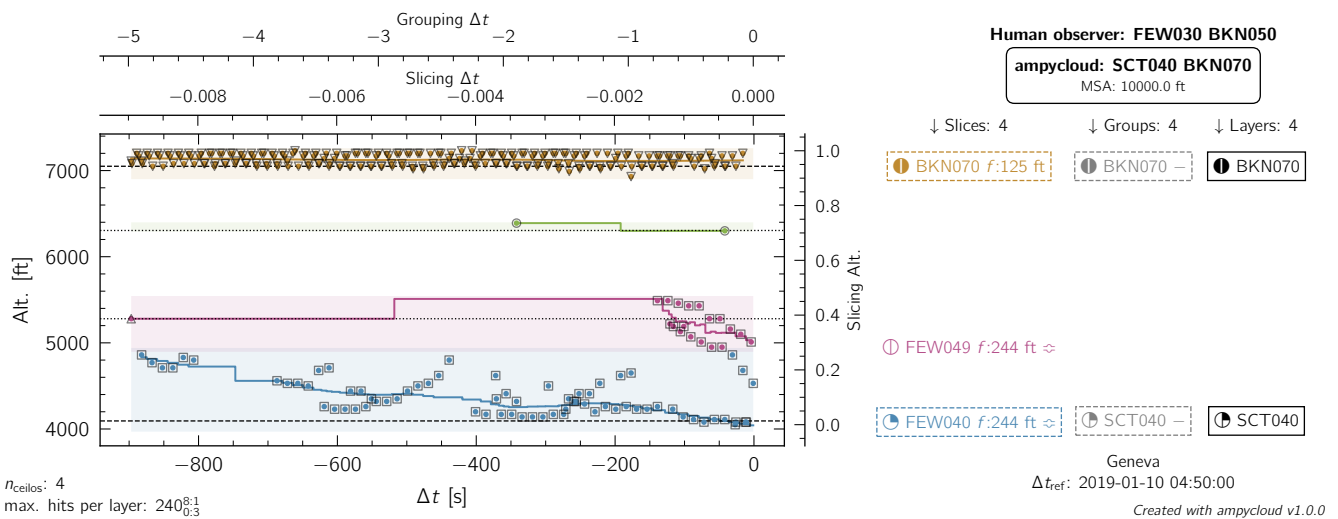 Grouping Δt
−5 −4 −3 −2 −1 0
Slicing Δt
−0.008 −0.006 −0.004 −0.002 0.000
Alt. [ft]
7000
6000
5000
4000
1.0
0.8
0.6
0.4
0.2
0.0
Slicing Alt.
−800 −600 −400 −200 0
Δt [s]
n_ceilos: 4
max. hits per layer: 240 8:1 0:3
Human observer: FEW030 BKN050
ampycloud: SCT040 BKN070
MSA: 10000.0 ft
↓ Slices: 4 ↓ Groups: 4 ↓ Layers: 4
BKN070 f:125 ft BKN070 − BKN070
FEW049 f:244 ft ≎
FEW040 f:244 ft ≎ SCT040 − SCT040
Geneva
Δt_ref: 2019-01-10 04:50:00
Created with ampycloud v1.0.0